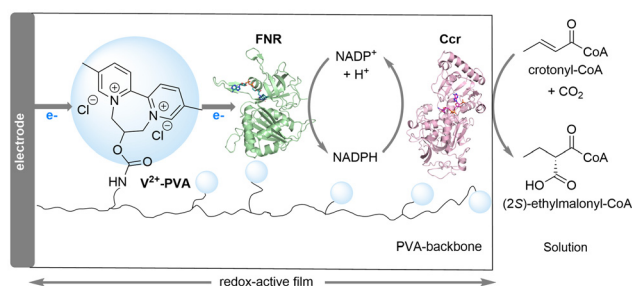 electrode
e-
Cl⁻
N
+
N
+
Cl⁻
O
O
HN
V²⁺-PVA
e-
FNR
NADP⁺
+ H⁺
NADPH
Ccr
PVA-backbone
redox-active film
O
CoA
crotonyl-CoA
+ CO₂
O
CoA
HO
O
(2S)-ethylmalonyl-CoA
Solution